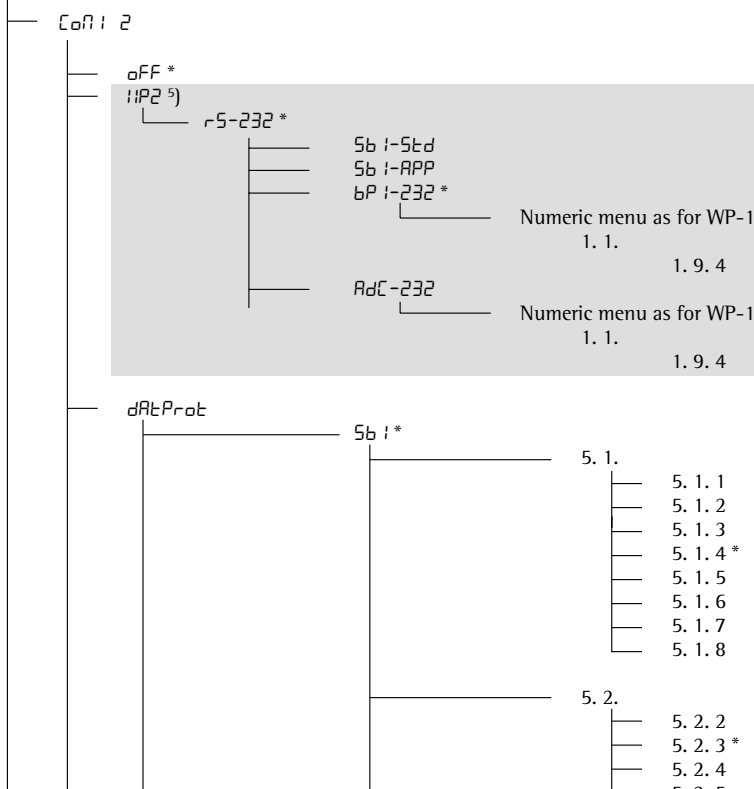 CoM1 2
oFF *
WP2 5)
rS-232 *
Sb1-Std
Sb1-APP
bP1-232 *
Numeric menu as for WP-1
1. 1.
1. 9. 4
AdC-232
Numeric menu as for WP-1
1. 1.
1. 9. 4
dAtProt
Sb1 *
5. 1.
5. 1. 1
5. 1. 2
5. 1. 3
5. 1. 4 *
5. 1. 5
5. 1. 6
5. 1. 7
5. 1. 8
5. 2.
5. 2. 2
5. 2. 3 *
5. 2. 4